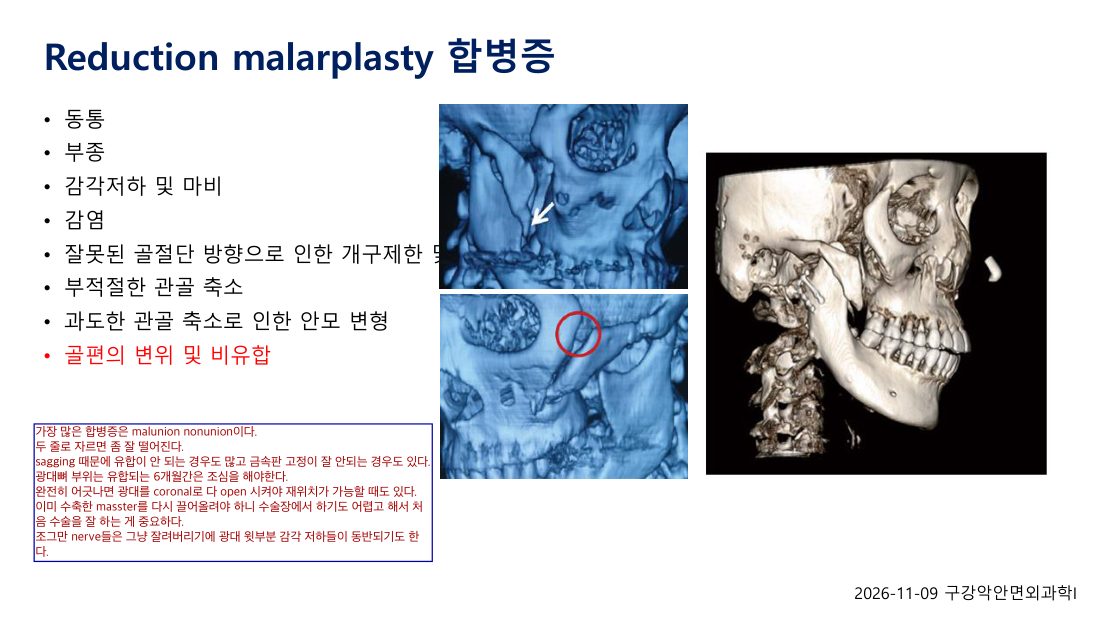 Reduction malarplasty 합병증
• 동통
• 부종
• 감각저하 및 마비
• 감염
• 잘못된 골절단 방향으로 인한 개구제한
• 부적절한 관골 축소
• 과도한 관골 축소로 인한 안모 변형
• 골편의 변위 및 비유합
가장 많은 합병증은 malunion nonunion이다.
두 줄로 자르면 좀 잘 떨어진다.
sagging 때문에 유합이 안 되는 경우도 많고 금속판 고정이 잘 안되는 경우도 있다.
광대뼈 부위는 유합되는 6개월간은 조심을 해야한다.
완전히 어긋나면 광대를 coronal로 다 open 시켜야 재위치가 가능할 때도 있다.
이미 수축한 masster를 다시 끌어올려야 하니 수술장에서 하기도 어렵고 해서 처
음 수술을 잘 하는 게 중요하다.
조그만 nerve들은 그냥 잘려버리기에 광대 윗부분 감각 저하들이 동반되기도 한
다.
2026-11-09 구강악안면외과학I